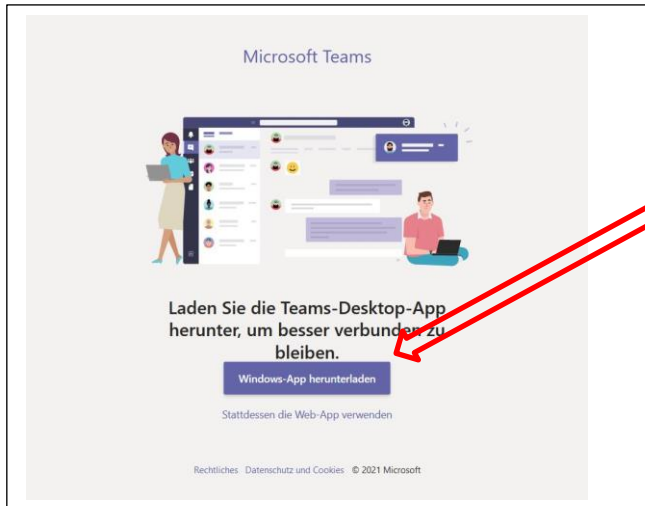 Microsoft Teams
Laden Sie die Teams-Desktop-App
herunter, um besser verbunden zu
bleiben.
Windows-App herunterladen
Stattdessen die Web-App verwenden
Rechtliches Datenschutz und Cookies © 2021 Microsoft